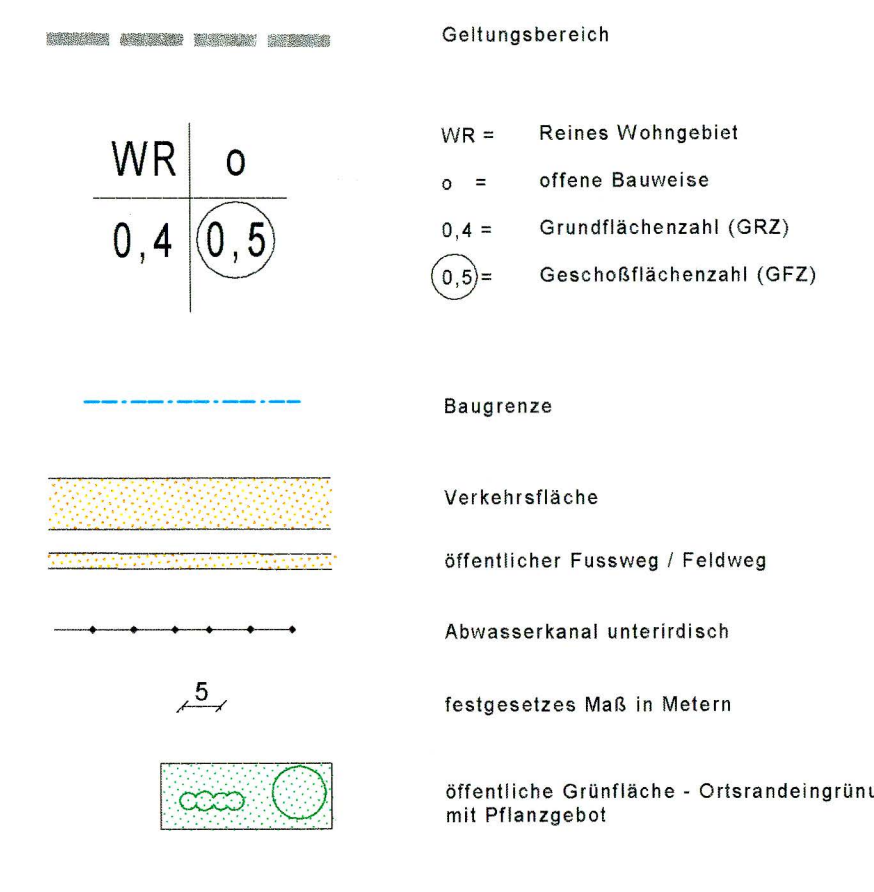 Geltungsbereich
WR o
0,4 0,5
WR = Reines Wohngebiet
o = offene Bauweise
0,4 = Grundflächenzahl (GRZ)
0,5 = Geschoßflächenzahl (GFZ)
Baugrenze
Verkehrsfläche
öffentlicher Fussweg / Feldweg
Abwasserkanal unterirdisch
5
festgesetzes Maß in Metern
öffentliche Grünfläche - Ortsrandeingrünu
mit Pflanzgebot